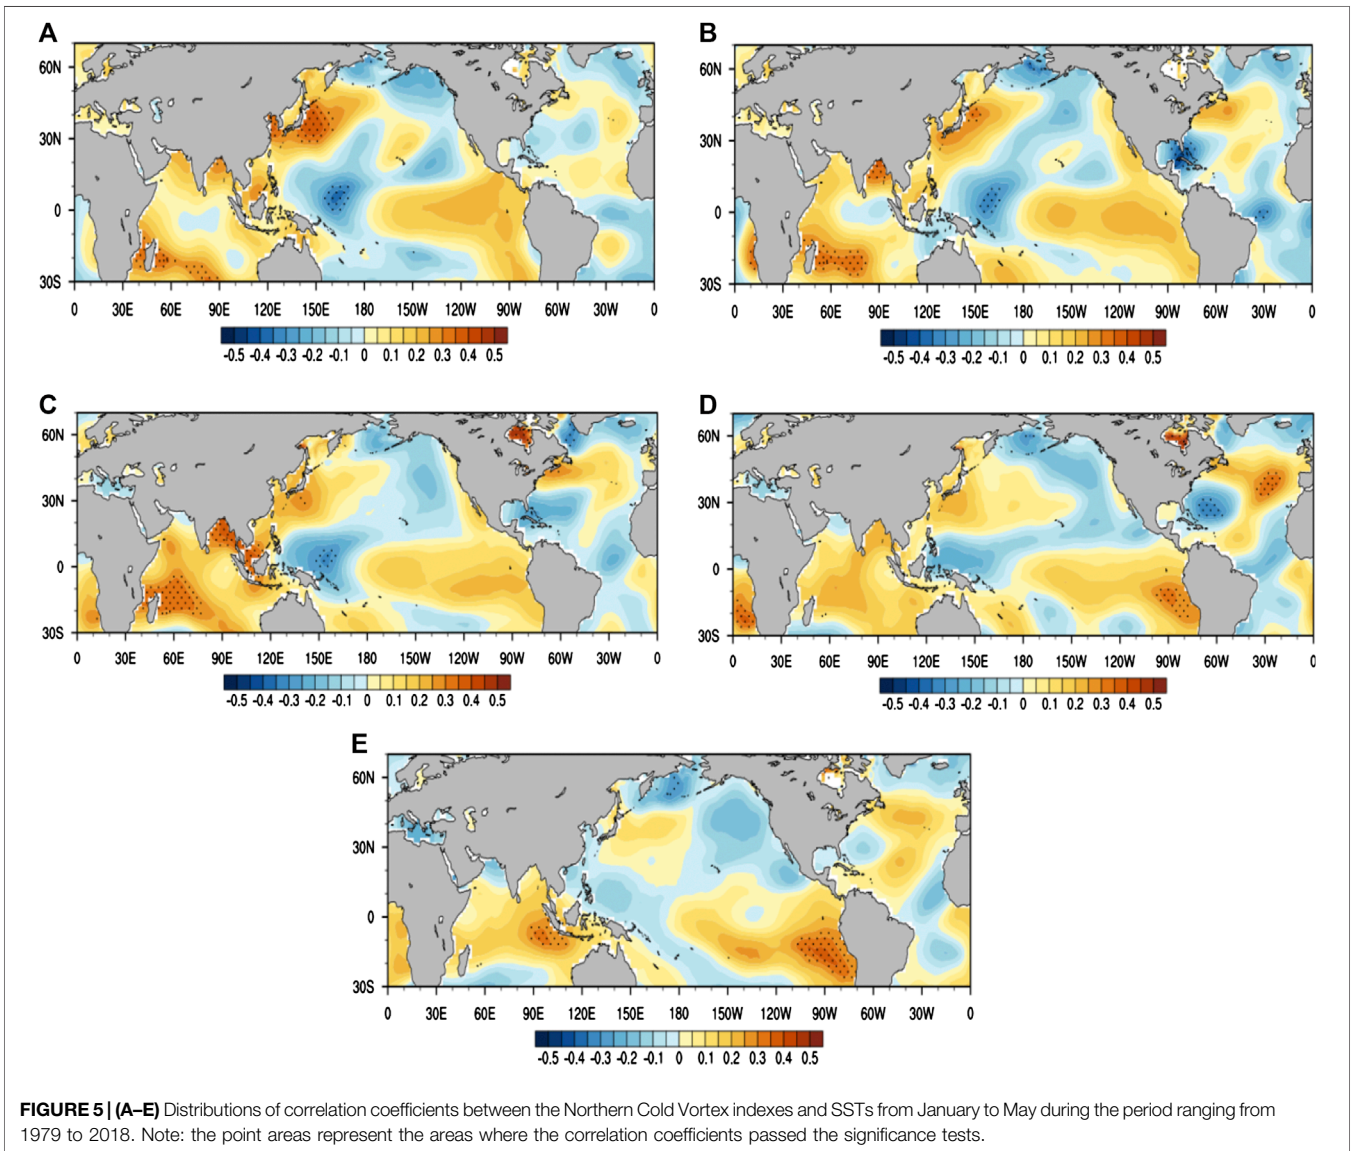 A
60N
30N
0
30S
0 30E 60E 90E 120E 150E 180 150W 120W 90W 60W 30W 0
-0.5 -0.4 -0.3 -0.2 -0.1 0 0.1 0.2 0.3 0.4 0.5
B
60N
30N
0
30S
0 30E 60E 90E 120E 150E 180 150W 120W 90W 60W 30W 0
-0.5 -0.4 -0.3 -0.2 -0.1 0 0.1 0.2 0.3 0.4 0.5
C
60N
30N
0
30S
0 30E 60E 90E 120E 150E 180 150W 120W 90W 60W 30W 0
-0.5 -0.4 -0.3 -0.2 -0.1 0 0.1 0.2 0.3 0.4 0.5
D
60N
30N
0
30S
0 30E 60E 90E 120E 150E 180 150W 120W 90W 60W 30W 0
-0.5 -0.4 -0.3 -0.2 -0.1 0 0.1 0.2 0.3 0.4 0.5
E
60N
30N
0
30S
0 30E 60E 90E 120E 150E 180 150W 120W 90W 60W 30W 0
-0.5 -0.4 -0.3 -0.2 -0.1 0 0.1 0.2 0.3 0.4 0.5
FIGURE 5 | (A–E) Distributions of correlation coefficients between the Northern Cold Vortex indexes and SSTs from January to May during the period ranging from
1979 to 2018. Note: the point areas represent the areas where the correlation coefficients passed the significance tests.